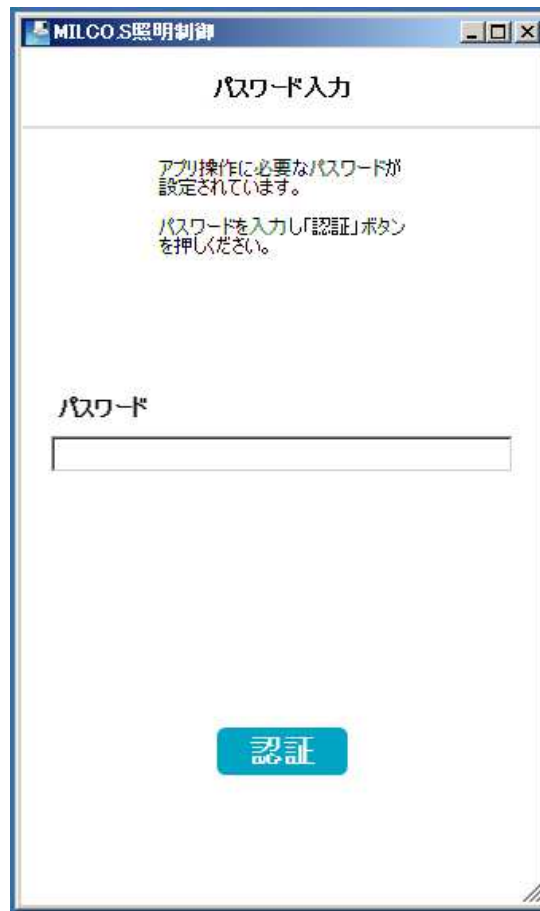 MILCO.S照明制御
パスワード入力
アプリ操作に必要なパスワードが
設定されています。
パスワードを入力し「認証」ボタン
を押しください。
パスワード
認証